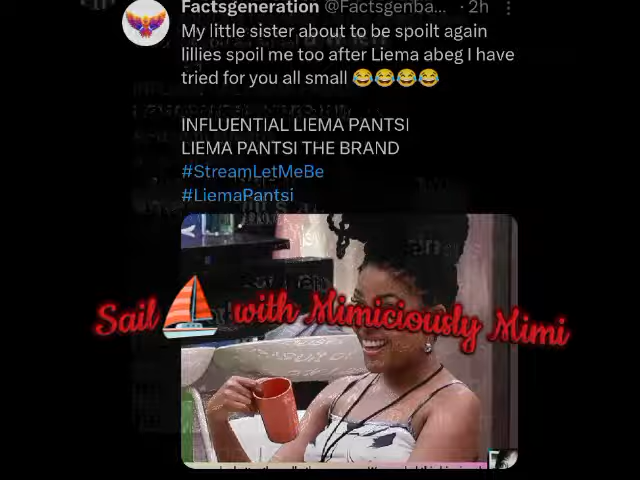 Factsgeneration @Factsgenba... · 2h
My little sister about to be spoilt again
lillies spoil me too after Liema abeg I have
tried for you all small 😂😂😂😂
INFLUENTIAL LIEMA PANTSI
LIEMA PANTSI THE BRAND
#StreamLetMeBe
#LiemaPantsi
Sail⛵ with Mimiciously Mimi